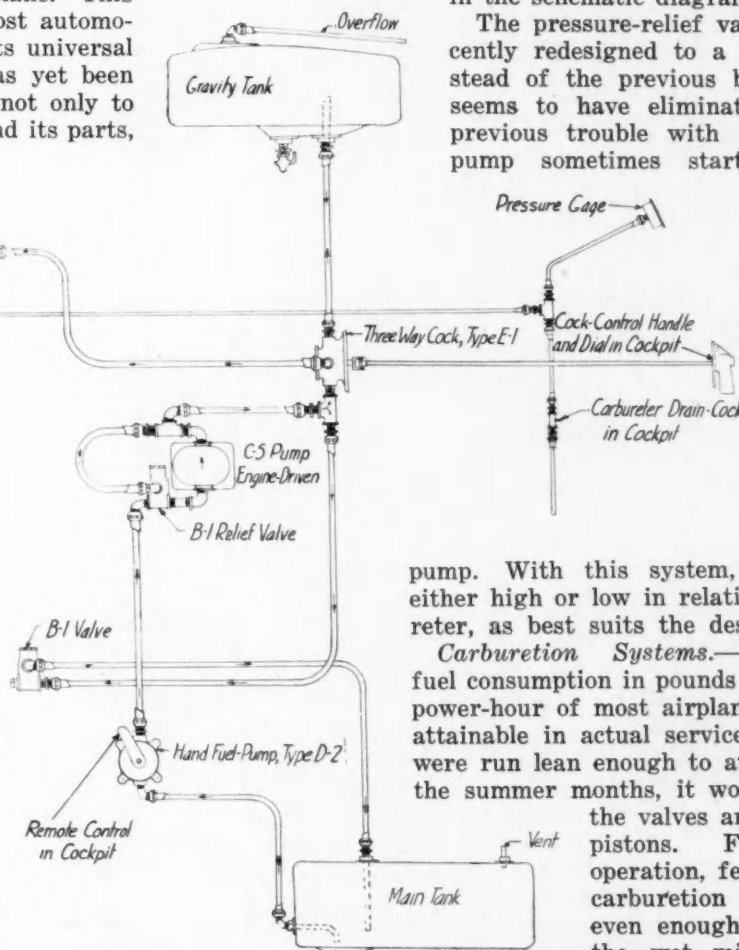 ost automo-
ts universal
as yet been
not only to
nd its parts,
in the schematic diagra
The pressure-relief va
cently redesigned to a
stead of the previous b
seems to have eliminat
previous trouble with
pump sometimes start
Overflow
Gravity Tank
Pressure Gage
Three Way Cock, Type E-1
Cock-Control Handle
and Dial in Cockpit
Carbureter Drain-Cock
in Cockpit
C-5 Pump
Engine-Driven
B-1 Relief Valve
B-1 Valve
Hand Fuel-Pump, Type D-2
Remote Control
in Cockpit
Vent
Main Tank
pump. With this system,
either high or low in relati
reter, as best suits the des
Carburetion Systems.—
fuel consumption in pounds
power-hour of most airplan
attainable in actual service
were run lean enough to a
the summer months, it wo
the valves an
pistons. F
operation, fe
carburetion
even enough